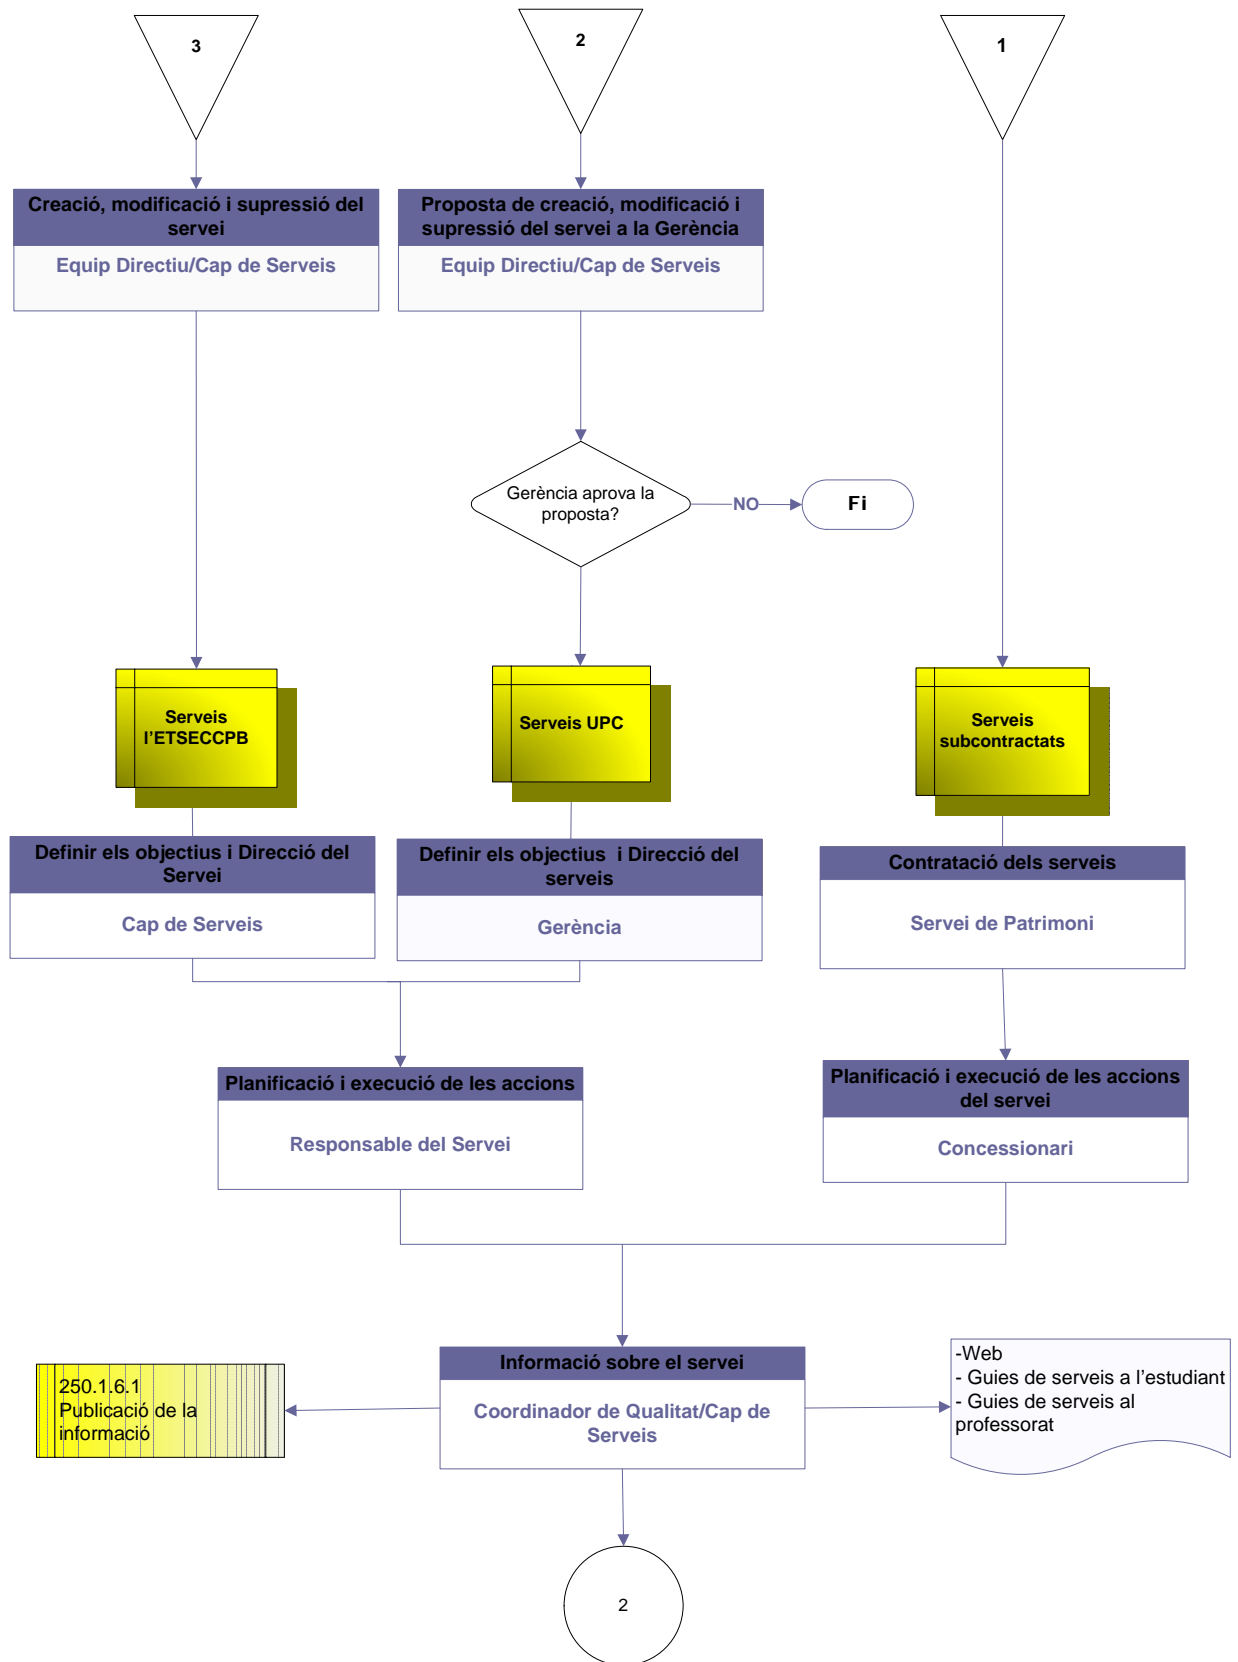 3
2
1
Creació, modificació i supressió del
servei
Equip Directiu/Cap de Serveis
Proposta de creació, modificació i
supressió del servei a la Gerència
Equip Directiu/Cap de Serveis
Gerència aprova la
proposta?
NO
Fi
Serveis
l’ETSECCPB
Serveis UPC
Serveis
subcontractats
Definir els objectius i Direcció del
Servei
Cap de Serveis
Definir els objectius  i Direcció del
serveis
Gerència
Contratació dels serveis
Servei de Patrimoni
Planificació i execució de les accions
Responsable del Servei
Planificació i execució de les accions
del servei
Concessionari
250.1.6.1
Publicació de la
informació
Informació sobre el servei
Coordinador de Qualitat/Cap de
Serveis
-Web
- Guies de serveis a l’estudiant
- Guies de serveis al
professorat
2